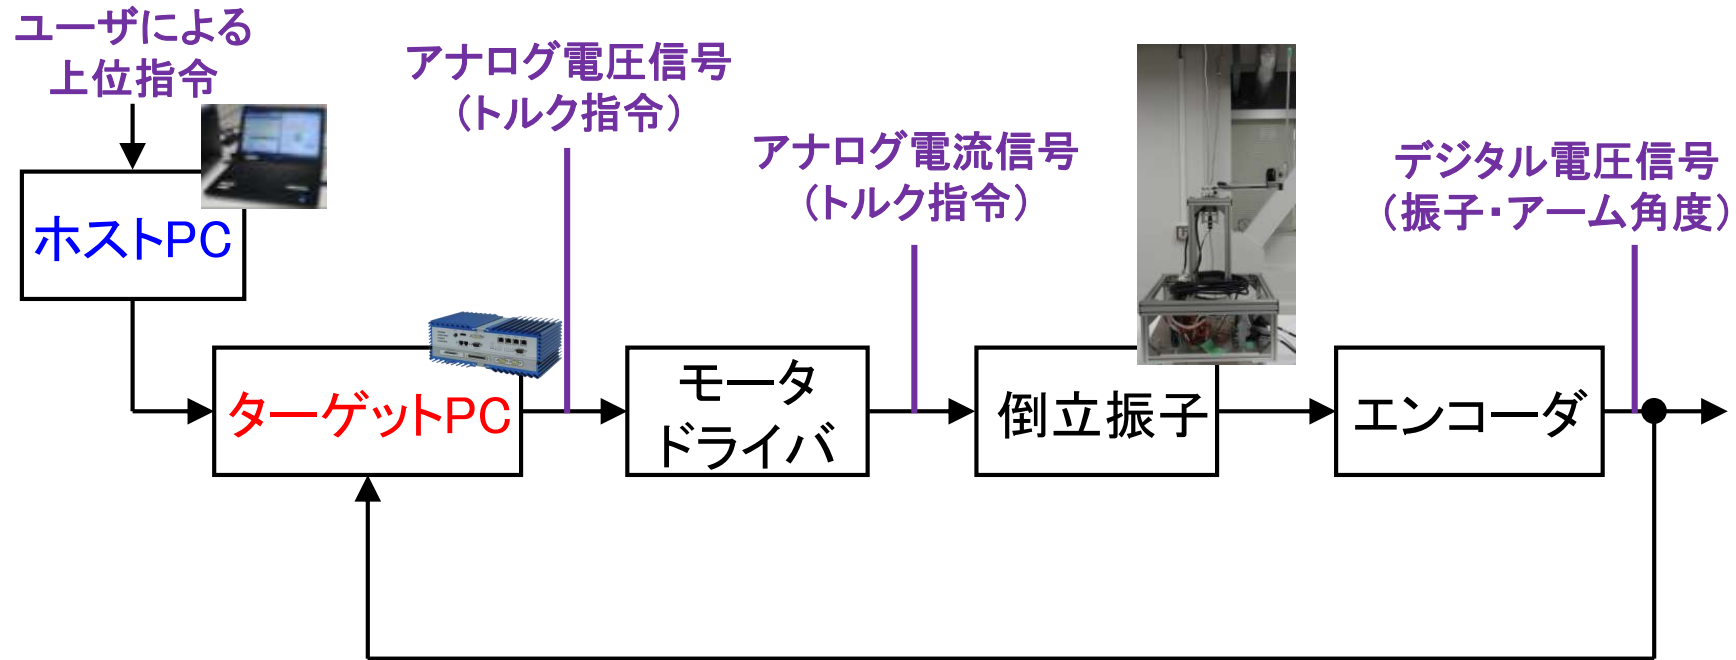 ユーザによる
上位指令
アナログ電圧信号
（トルク指令）
アナログ電流信号
（トルク指令）
デジタル電圧信号
（振子・アーム角度）
ホストPC
ターゲットPC
モータ
ドライバ
倒立振子
エンコーダ